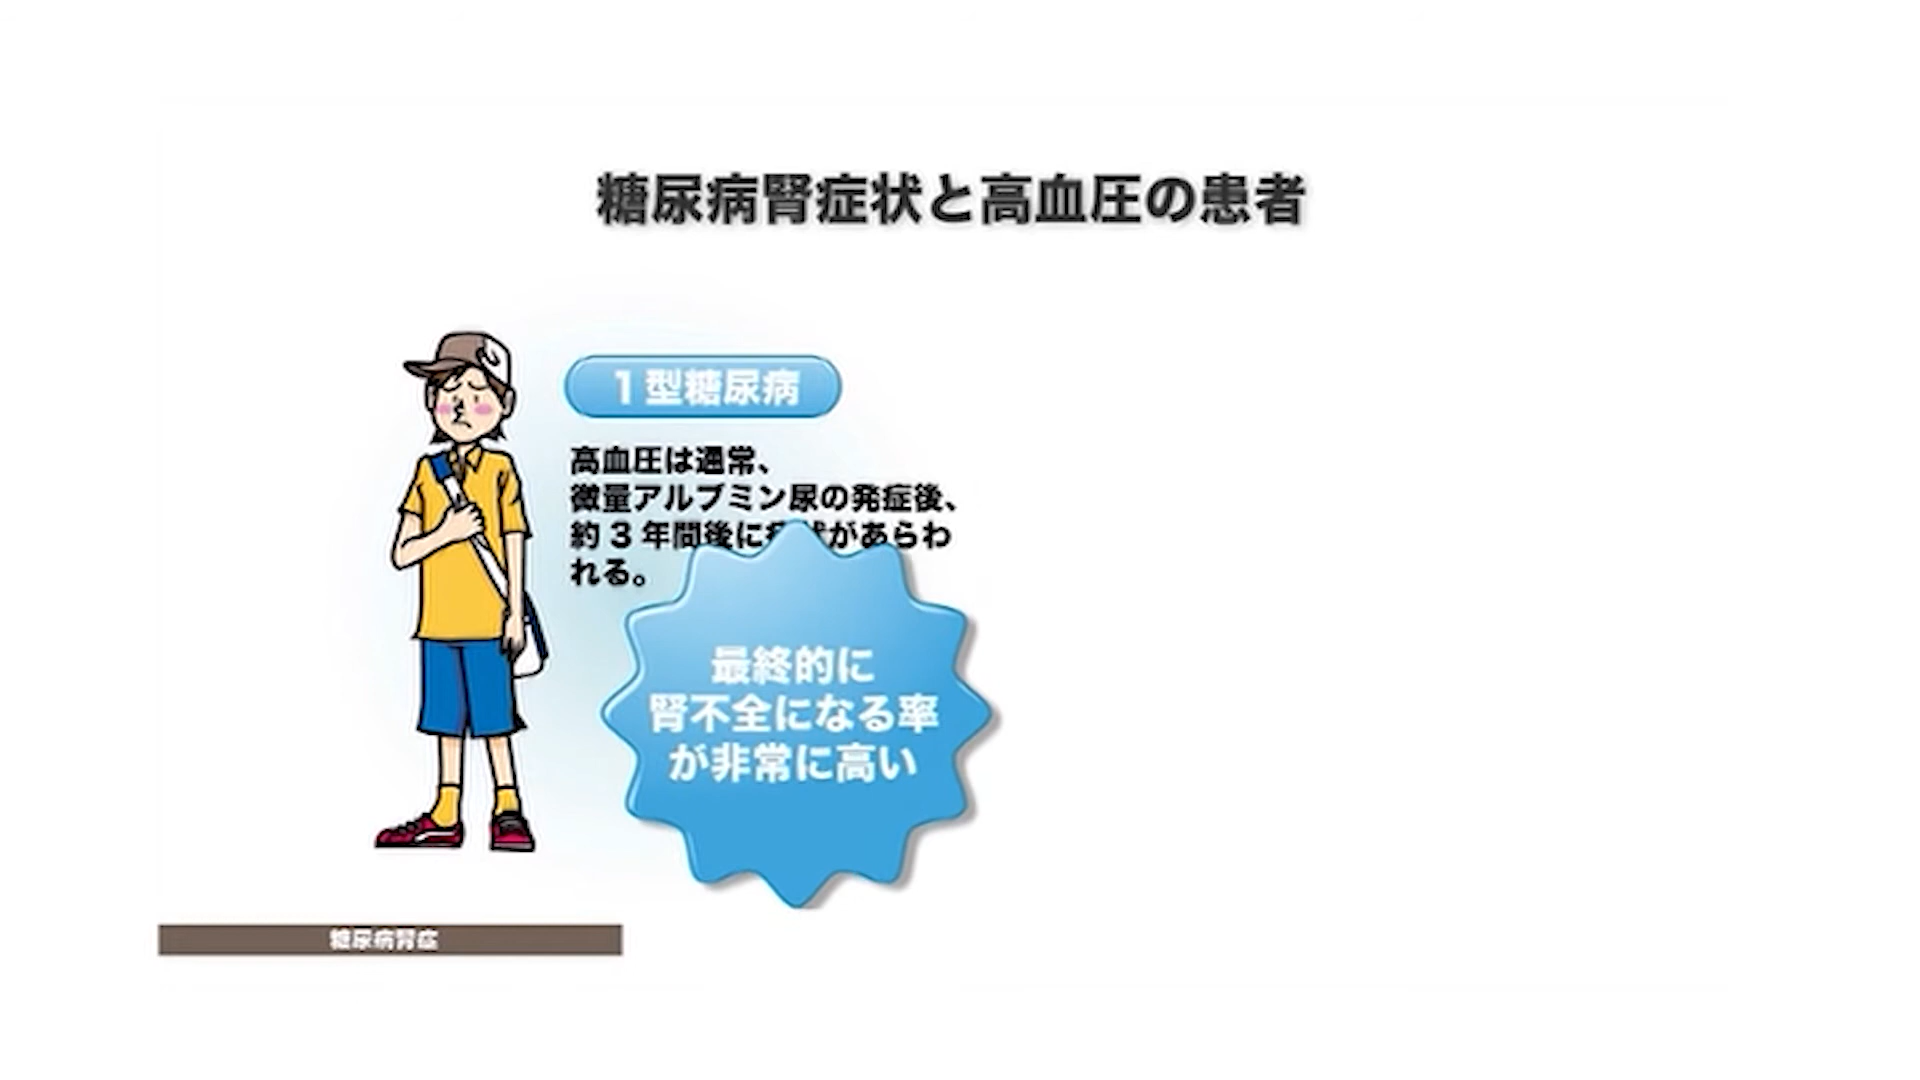 糖尿病腎症状と高血圧の患者
1型糖尿病
高血圧は通常、
微量アルブミン尿の発症後、
約3年間後に症状があらわ
れる。
最終的に
腎不全になる率
が非常に高い
糖尿病腎症